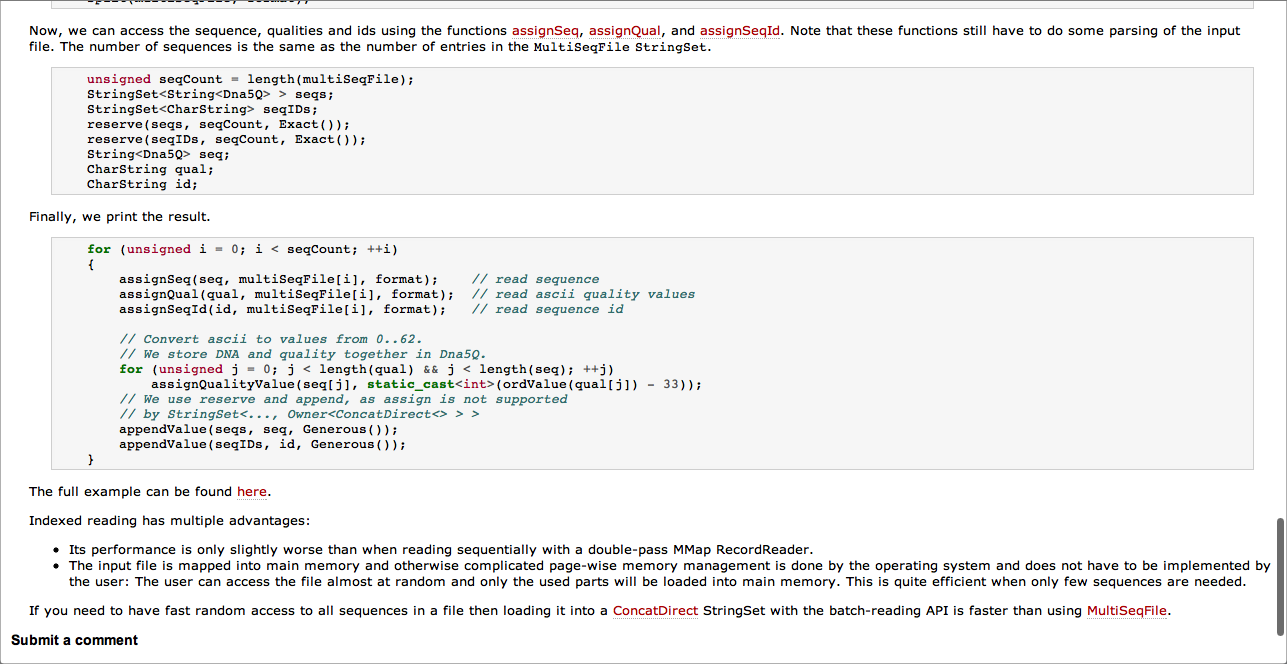 Now, we can access the sequence, qualities and ids using the functions assignSeq, assignQual, and assignSeqId. Note that these functions still have to do some parsing of the input
file. The number of sequences is the same as the number of entries in the MultiSeqFile StringSet.
unsigned seqCount = length(multiSeqFile);
StringSet<String<Dna5Q> > seqs;
StringSet<CharString> seqIDs;
reserve(seqs, seqCount, Exact());
reserve(seqIDs, seqCount, Exact());
String<Dna5Q> seq;
CharString qual;
CharString id;
Finally, we print the result.
for (unsigned i = 0; i < seqCount; ++i)
{
    assignSeq(seq, multiSeqFile[i], format);    // read sequence
    assignQual(qual, multiSeqFile[i], format);  // read ascii quality values
    assignSeqId(id, multiSeqFile[i], format);   // read sequence id
    // Convert ascii to values from 0..62.
    // We store DNA and quality together in Dna5Q.
    for (unsigned j = 0; j < length(qual) && j < length(seq); ++j)
        assignQualityValue(seq[j], static_cast<int>(ordValue(qual[j]) - 33));
    // We use reserve and append, as assign is not supported
    // by StringSet<..., Owner<ConcatDirect<> > >
    appendValue(seqs, seq, Generous());
    appendValue(seqIDs, id, Generous());
}
The full example can be found here.
Indexed reading has multiple advantages:
• Its performance is only slightly worse than when reading sequentially with a double-pass MMap RecordReader.
• The input file is mapped into main memory and otherwise complicated page-wise memory management is done by the operating system and does not have to be implemented by
the user: The user can access the file almost at random and only the used parts will be loaded into main memory. This is quite efficient when only few sequences are needed.
If you need to have fast random access to all sequences in a file then loading it into a ConcatDirect StringSet with the batch-reading API is faster than using MultiSeqFile.
Submit a comment